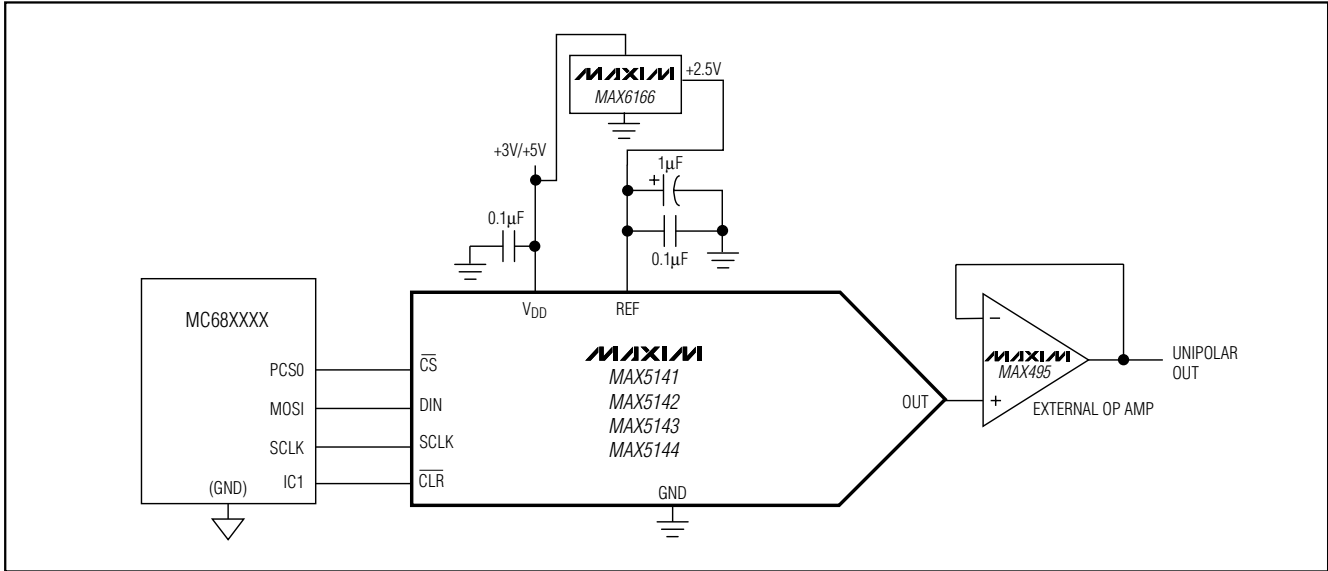 MAXIM
MAX6166
+2.5V
+3V/+5V
1µF
+
0.1µF
0.1µF
MC68XXXX
PCS0
MOSI
SCLK
IC1
(GND)
VDD
REF
CS
DIN
SCLK
CLR
MAXIM
MAX5141
MAX5142
MAX5143
MAX5144
OUT
GND
−
MAXIM
MAX495
+
EXTERNAL OP AMP
UNIPOLAR
OUT